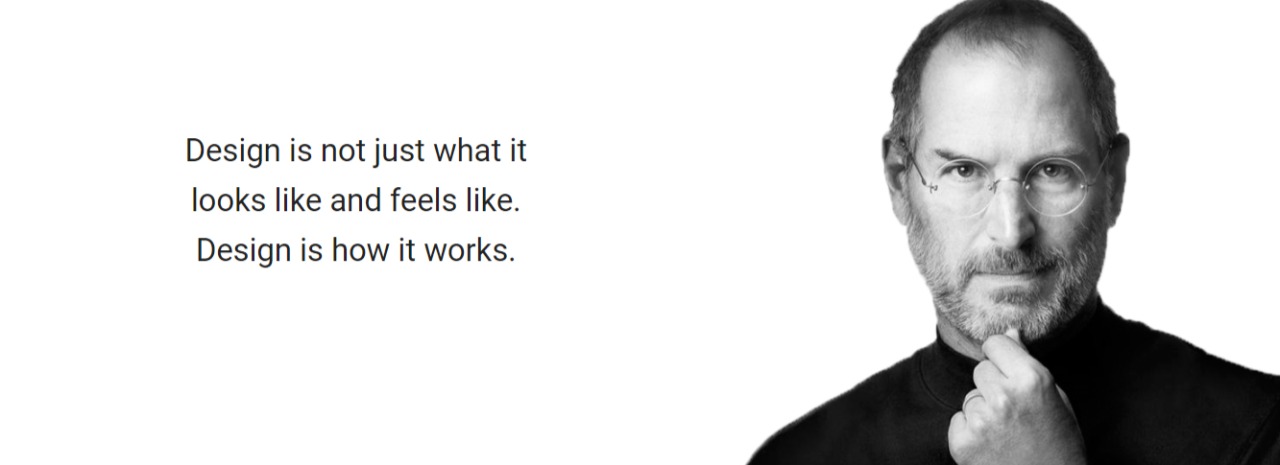 Design is not just what it
looks like and feels like.
Design is how it works.